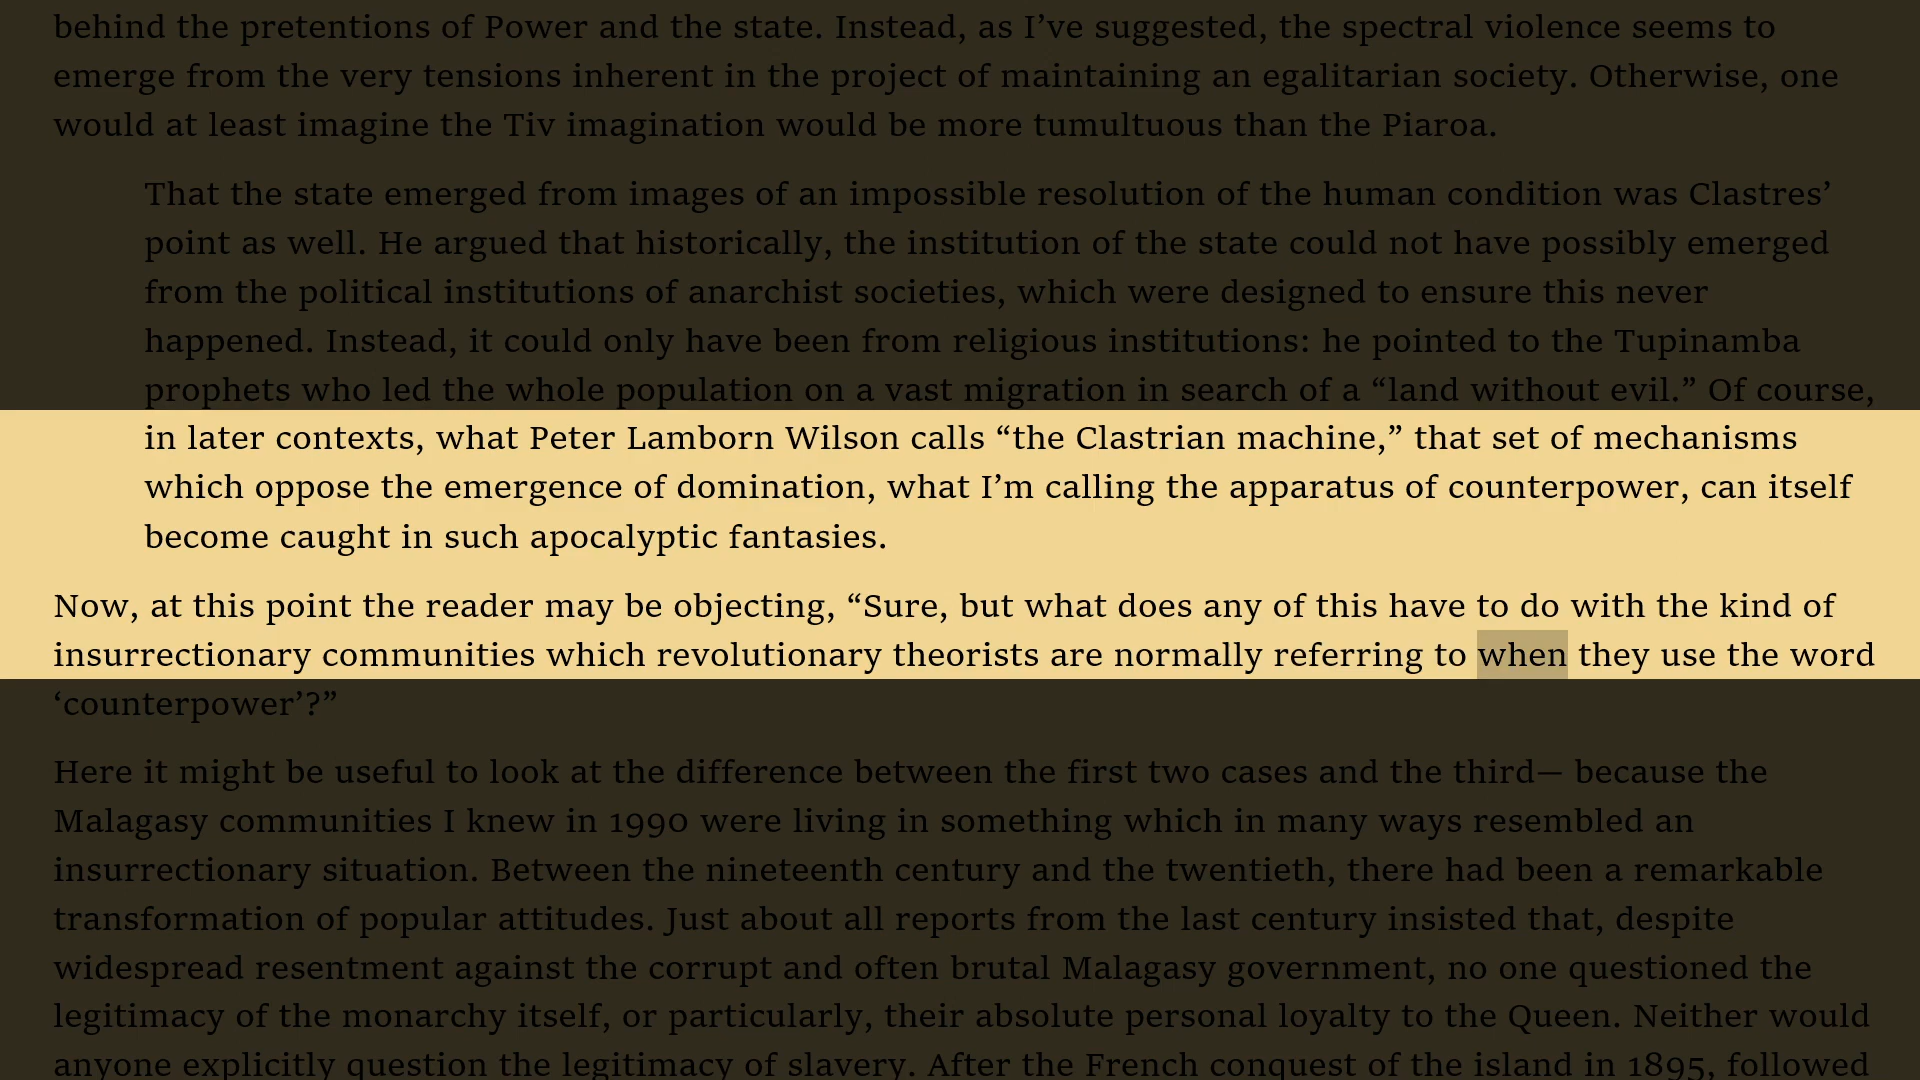 behind the pretentions of Power and the state. Instead, as I’ve suggested, the spectral violence seems to
emerge from the very tensions inherent in the project of maintaining an egalitarian society. Otherwise, one
would at least imagine the Tiv imagination would be more tumultuous than the Piaroa.
That the state emerged from images of an impossible resolution of the human condition was Clastres’
point as well. He argued that historically, the institution of the state could not have possibly emerged
from the political institutions of anarchist societies, which were designed to ensure this never
happened. Instead, it could only have been from religious institutions: he pointed to the Tupinamba
prophets who led the whole population on a vast migration in search of a “land without evil.” Of course,
in later contexts, what Peter Lamborn Wilson calls “the Clastrian machine,” that set of mechanisms
which oppose the emergence of domination, what I’m calling the apparatus of counterpower, can itself
become caught in such apocalyptic fantasies.
Now, at this point the reader may be objecting, “Sure, but what does any of this have to do with the kind of
insurrectionary communities which revolutionary theorists are normally referring to when they use the word
‘counterpower’?”
Here it might be useful to look at the difference between the first two cases and the third— because the
Malagasy communities I knew in 1990 were living in something which in many ways resembled an
insurrectionary situation. Between the nineteenth century and the twentieth, there had been a remarkable
transformation of popular attitudes. Just about all reports from the last century insisted that, despite
widespread resentment against the corrupt and often brutal Malagasy government, no one questioned the
legitimacy of the monarchy itself, or particularly, their absolute personal loyalty to the Queen. Neither would
anyone explicitly question the legitimacy of slavery. After the French conquest of the island in 1895, followed